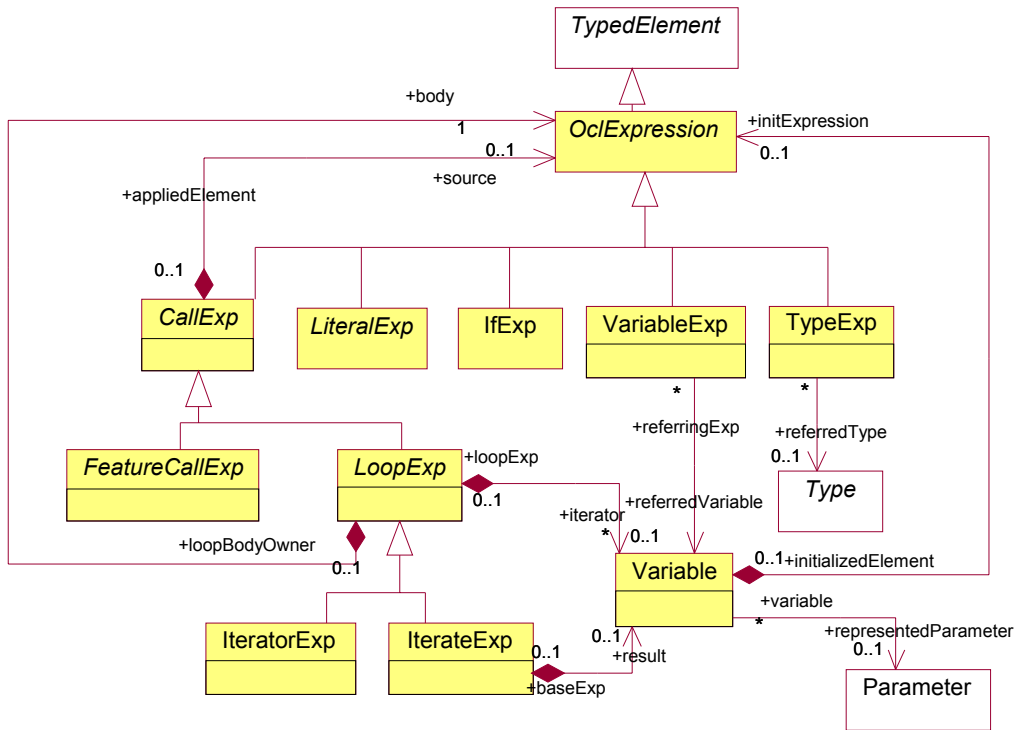 TypedElement
+body
1
OclExpression
+initExpression
0..1
0..1
+source
+appliedElement
0..1
CallExp
LiteralExp
IfExp
VariableExp
TypeExp
*
*
+referringExp
+referredType
0..1
Type
FeatureCallExp
LoopExp
+loopExp
0..1
+referredVariable
+iterator
*
0..1
+loopBodyOwner
0..1
Variable
0..1
+initializedElement
+variable
*
+representedParameter
0..1
Parameter
IteratorExp
IterateExp
0..1
+baseExp
0..1
+result